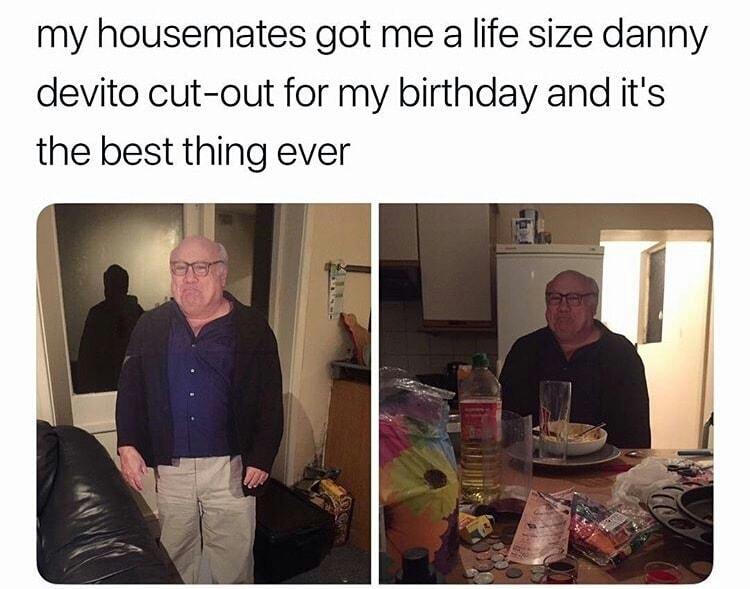 my housemates got me a life size danny
devito cut-out for my birthday and it's
the best thing ever